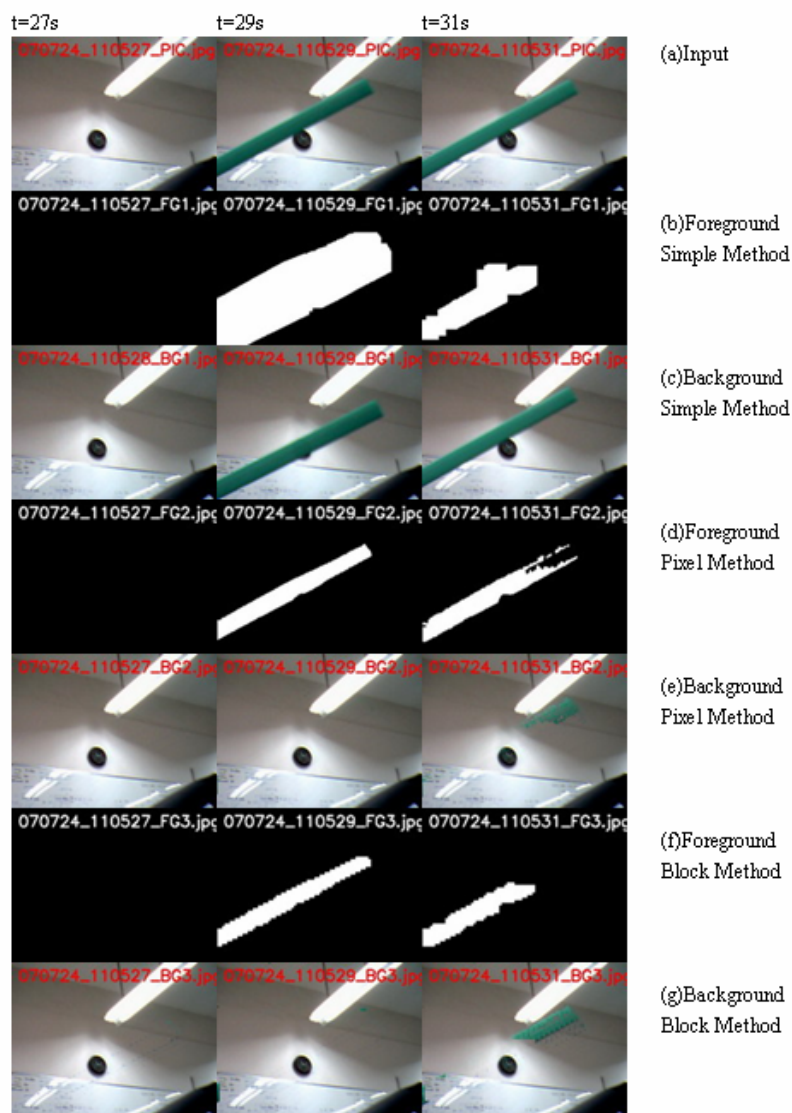 t=27s t=29s t=31s
070724_110527_PIC.jpg 070724_110529_PIC.jpg 070724_110531_PIC.jpg
(a)Input
070724_110527_FG1.jpg 070724_110529_FG1.jpg 070724_110531_FG1.jpg
(b)Foreground
Simple Method
070724_110528_BG1.jpg 070724_110529_BG1.jpg 070724_110531_BG1.jpg
(c)Background
Simple Method
070724_110527_FG2.jpg 070724_110529_FG2.jpg 070724_110531_FG2.jpg
(d)Foreground
Pixel Method
070724_110527_BG2.jpg 070724_110529_BG2.jpg 070724_110531_BG2.jpg
(e)Background
Pixel Method
070724_110527_FG3.jpg 070724_110529_FG3.jpg 070724_110531_FG3.jpg
(f)Foreground
Block Method
070724_110527_BG3.jpg 070724_110529_BG3.jpg 070724_110531_BG3.jpg
(g)Background
Block Method